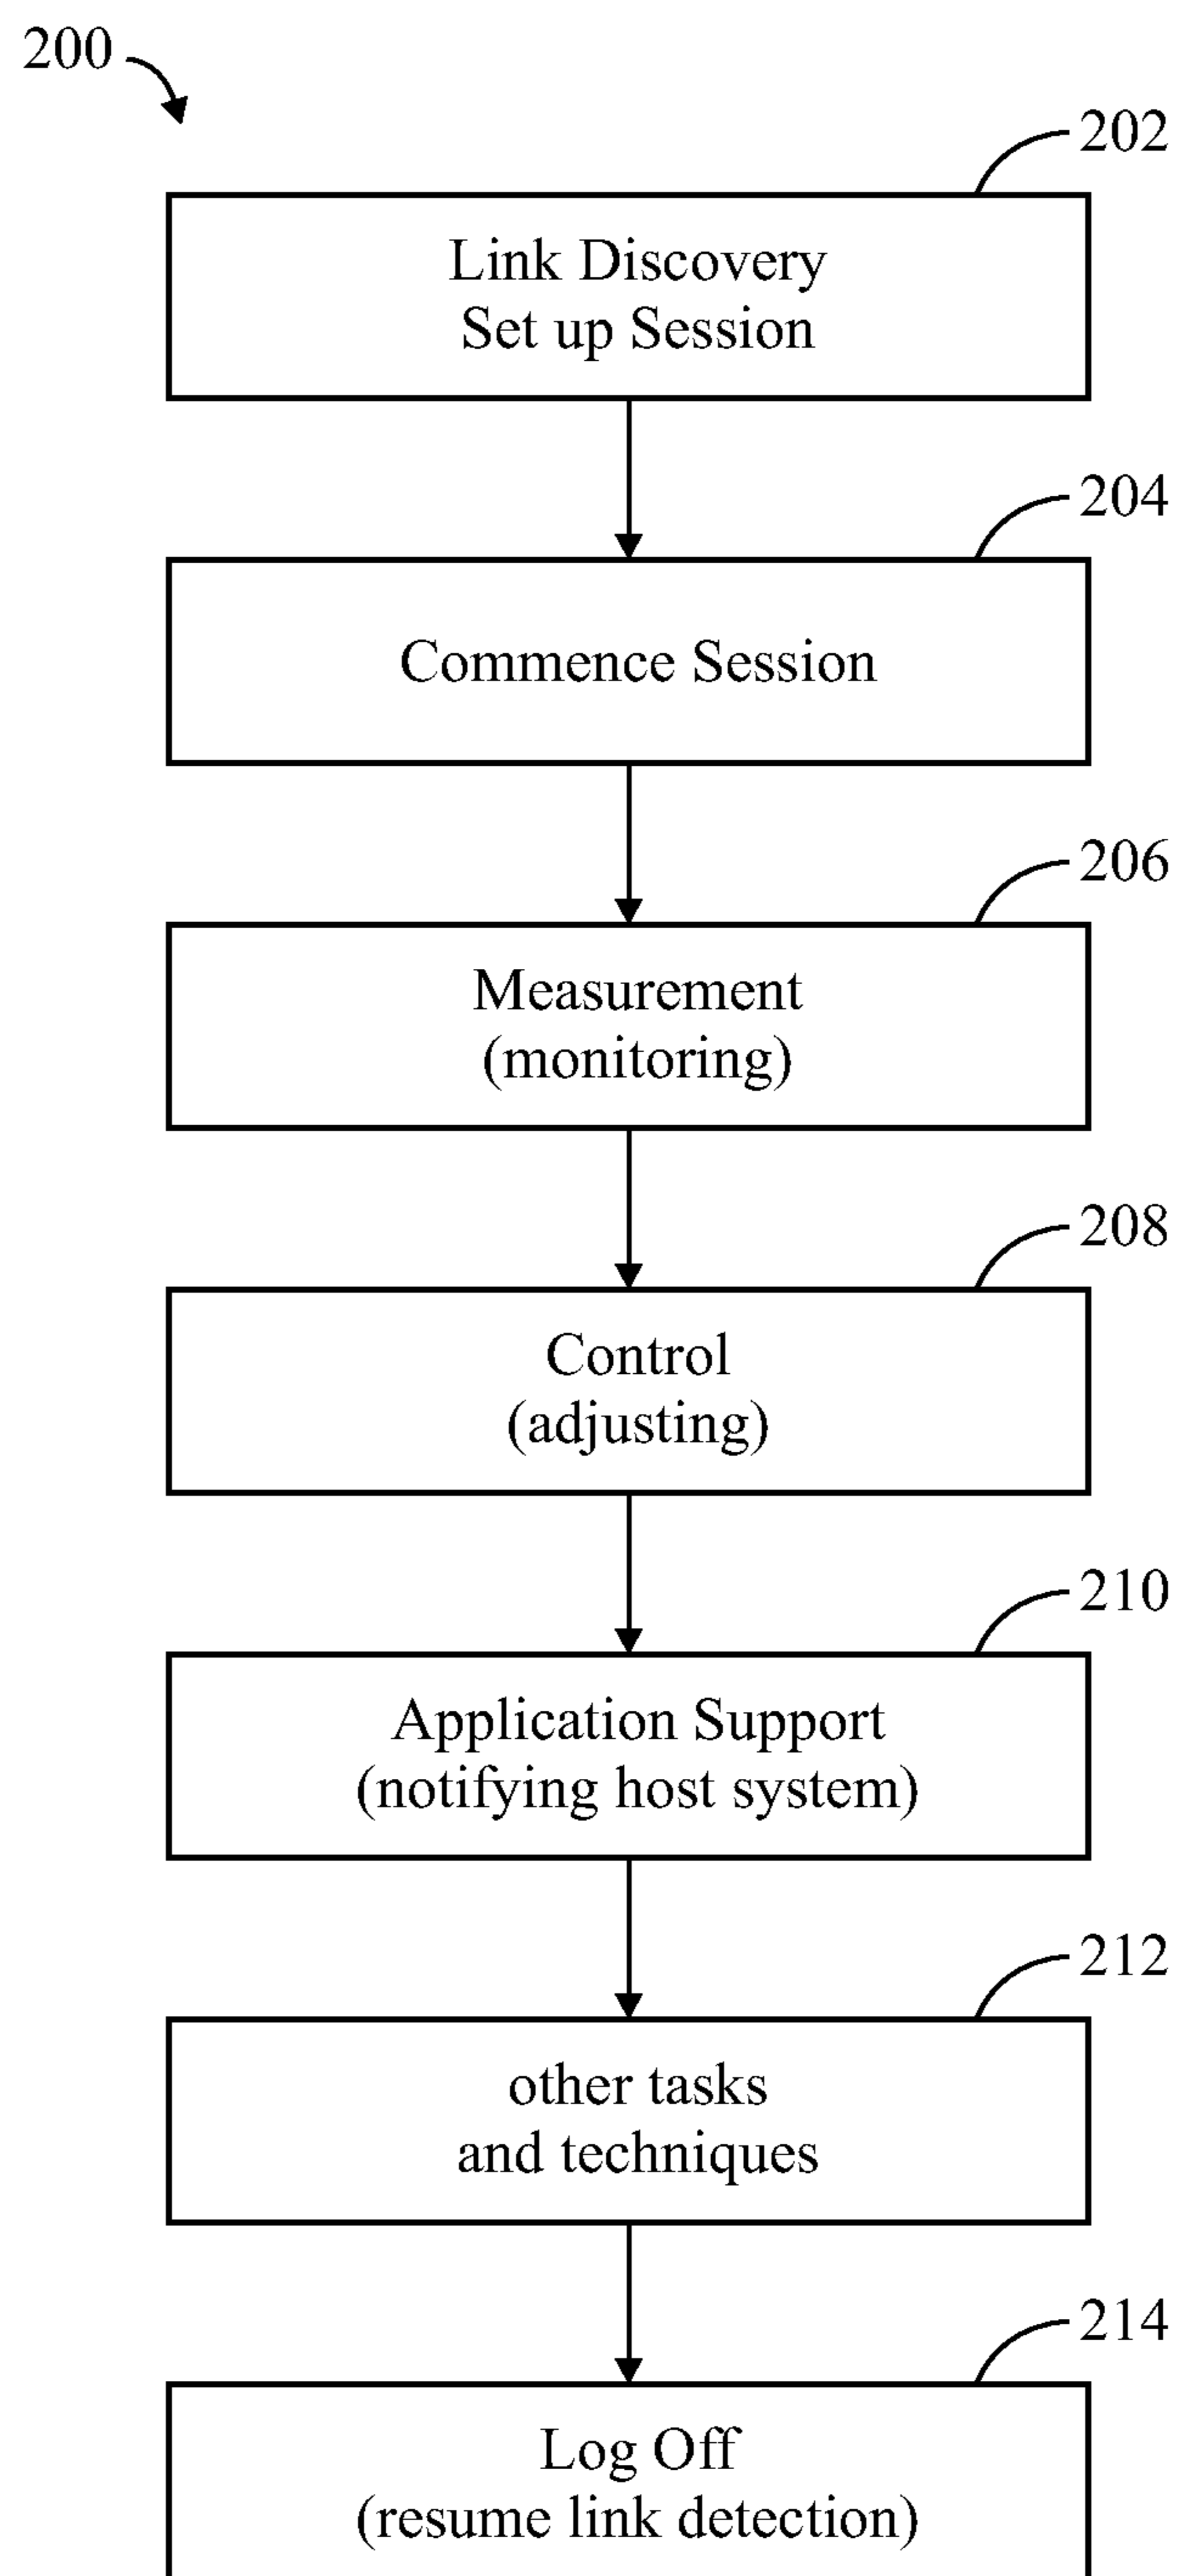 200
202
Link Discovery
Set up Session
204
Commence Session
206
Measurement
(monitoring)
208
Control
(adjusting)
210
Application Support
(notifying host system)
212
other tasks
and techniques
214
Log Off
(resume link detection)